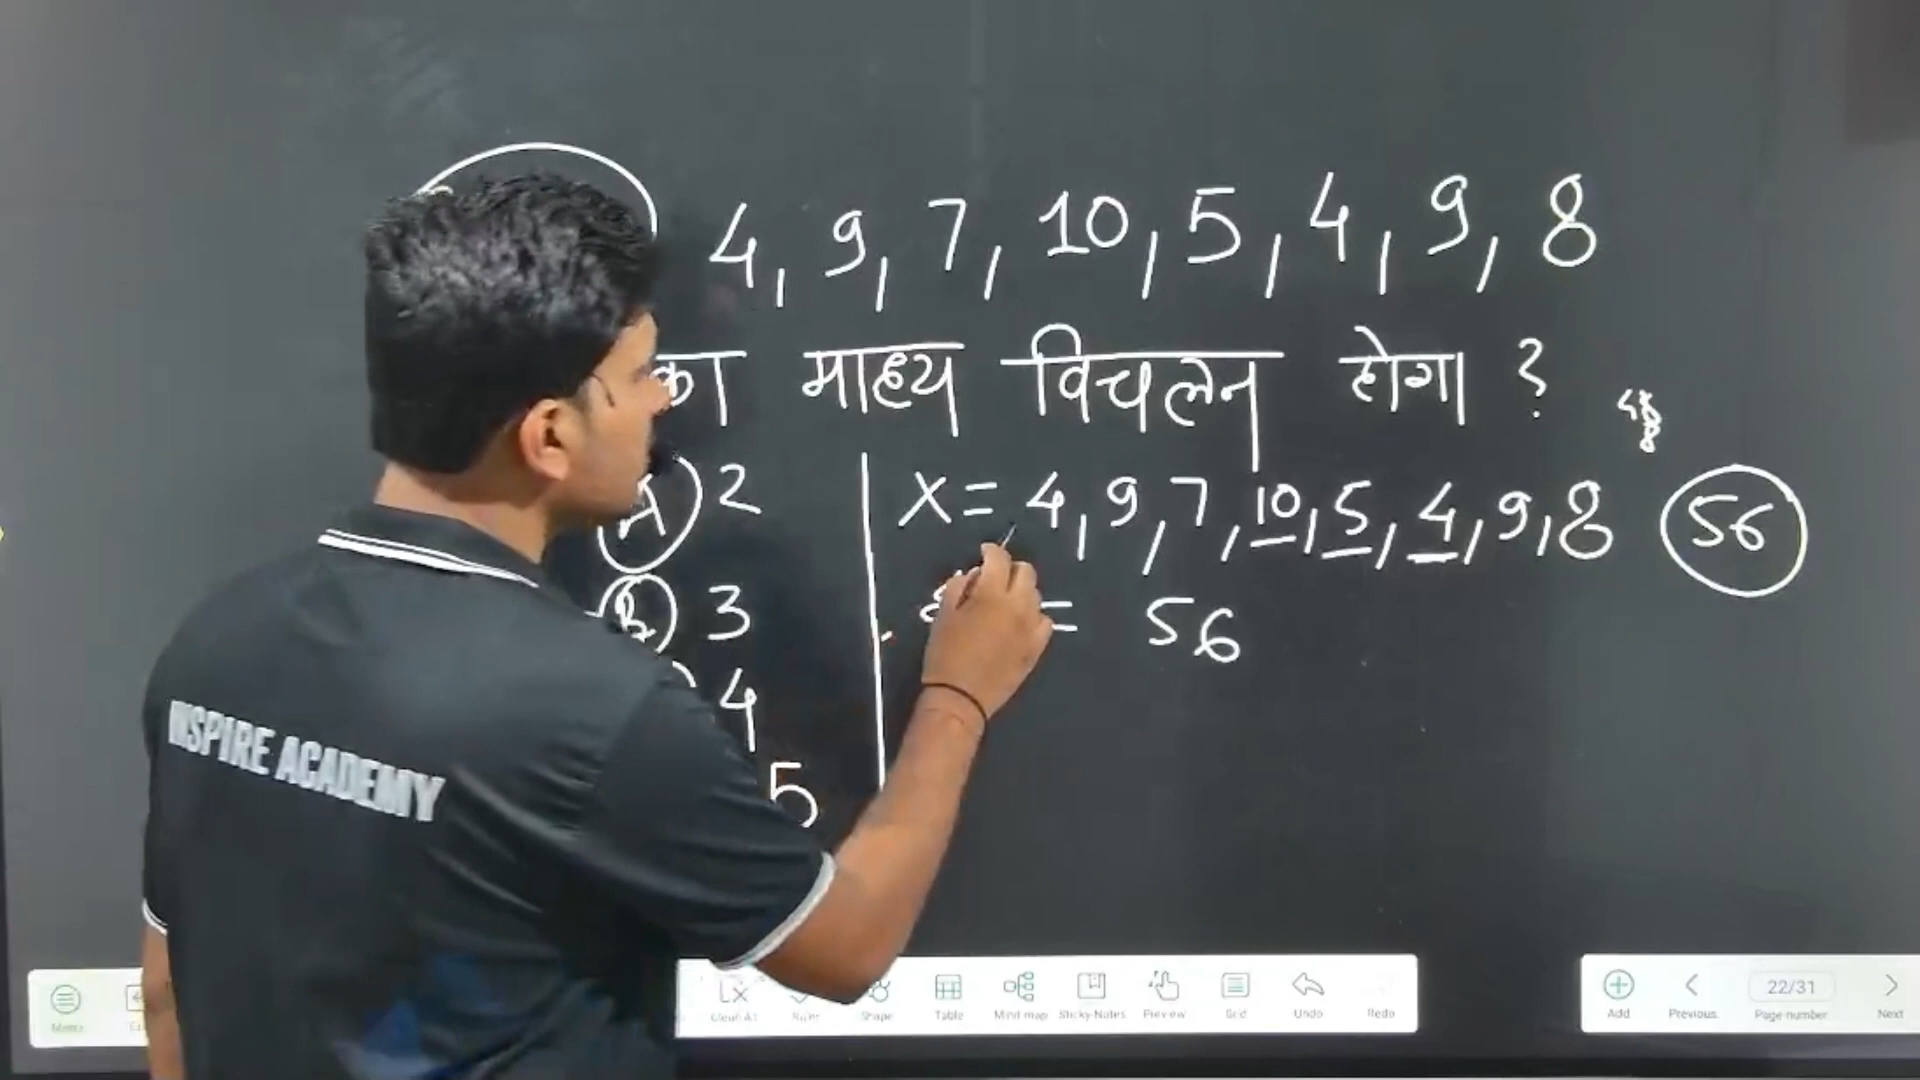 4, 9, 7, 10, 5, 4, 9, 8
का माध्य विचलन होगा ?
A 2
X = 4, 9, 7, 10, 5, 4, 9, 8 56
B 3
= 56
4
5
INSPIRE ACADEMY
Menu
Clean All Ruler Shape Table Mind map Sticky Notes Preview Grid Undo Redo
Add Previous 22/31 Page number Next